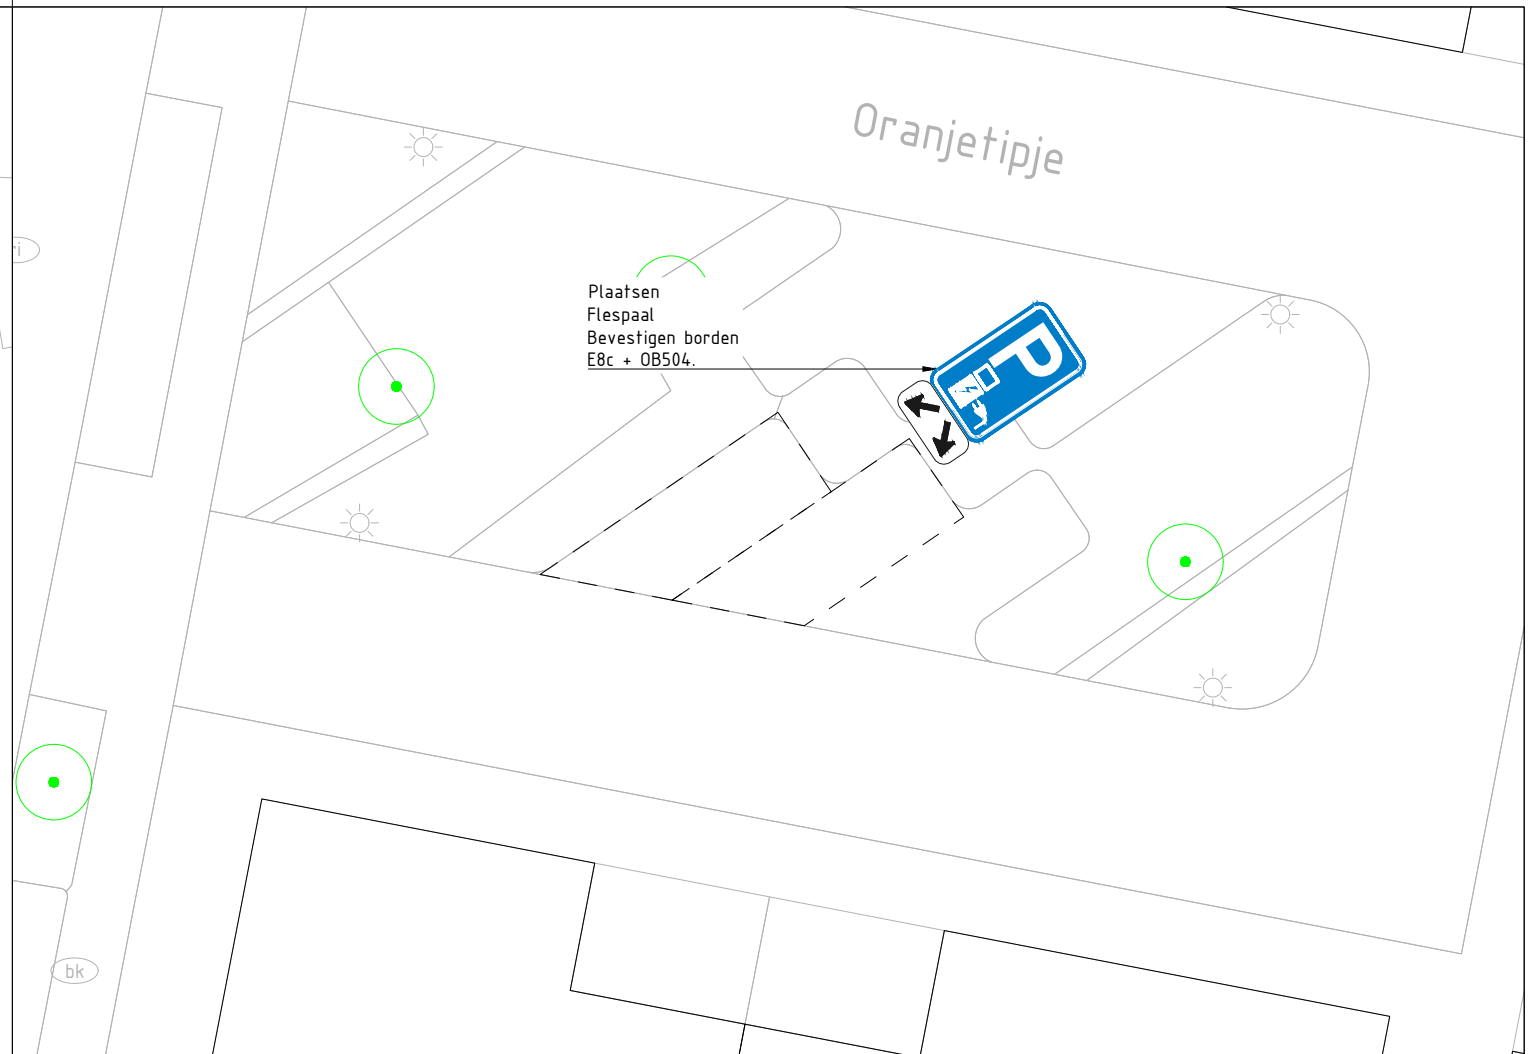 Oranjetipje
Plaatsen
Flespaal
Bevestigen borden
E8c + OB504.
P
bk